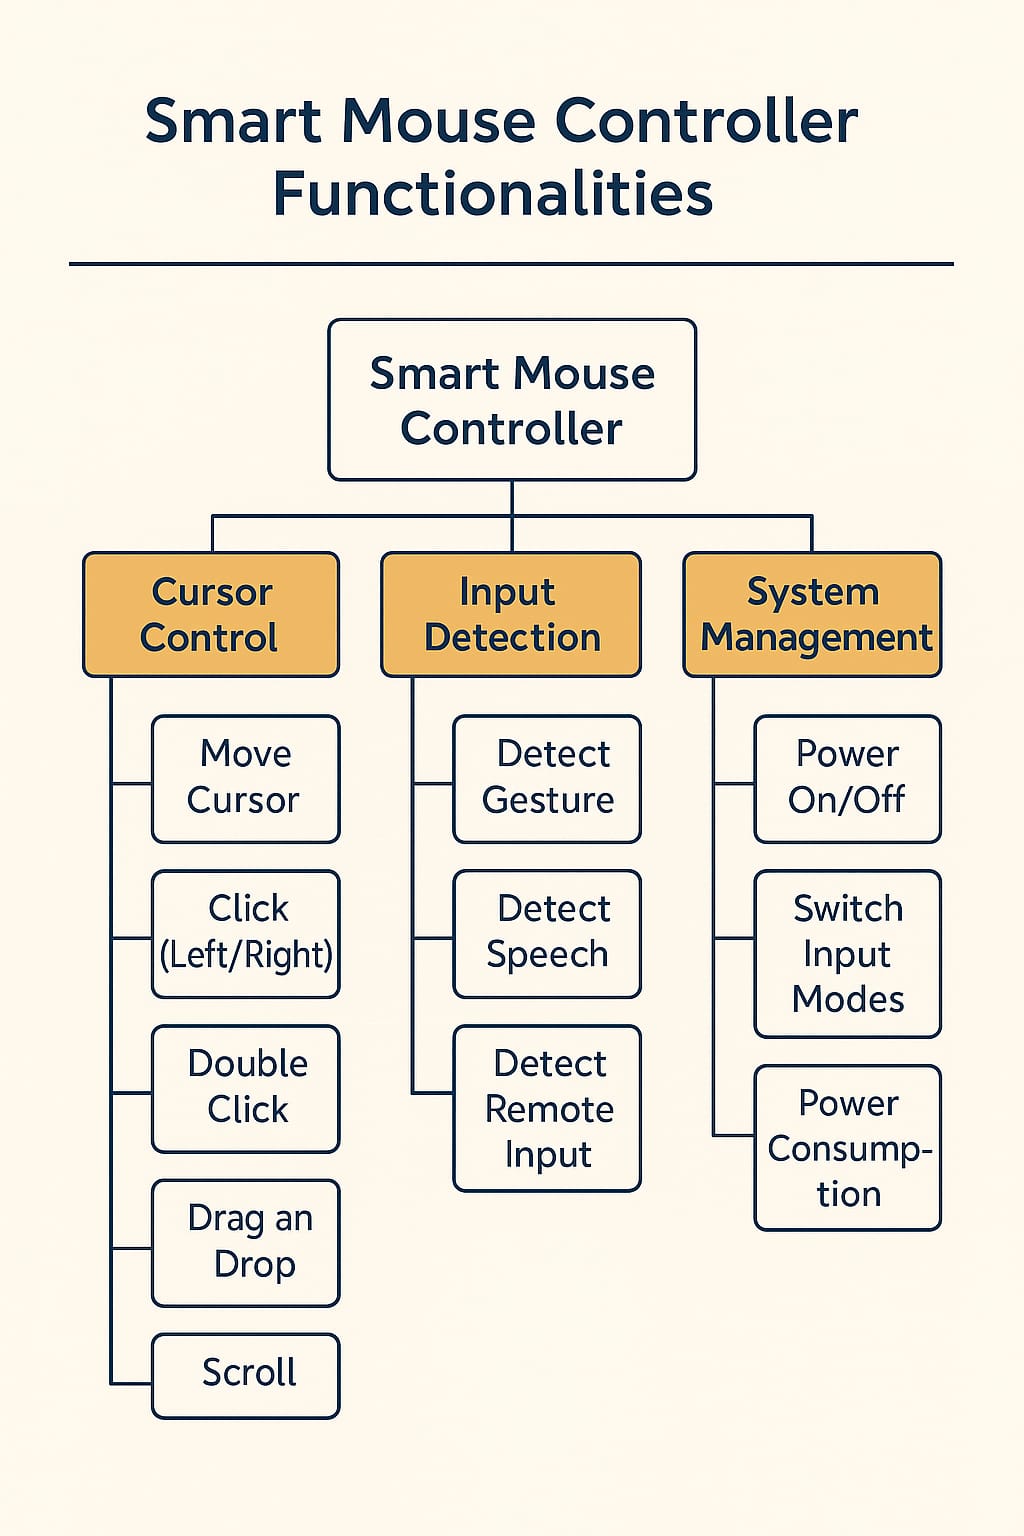 Smart Mouse Controller
Functionalities
Smart Mouse
Controller
Cursor
Control
Move
Cursor
Click
(Left/Right)
Double
Click
Drag an
Drop
Scroll
Input
Detection
Detect
Gesture
Detect
Speech
Detect
Remote
Input
System
Management
Power
On/Off
Switch
Input
Modes
Power
Consump-
tion